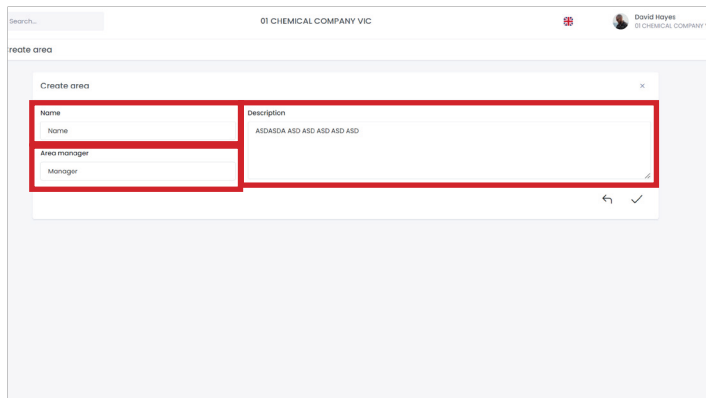 Search...
01 CHEMICAL COMPANY VIC
David Hayes
01 CHEMICAL COMPANY
reate area
Create area
Name
Name
Description
ASDASDA ASD ASD ASD ASD ASD
Area manager
Manager